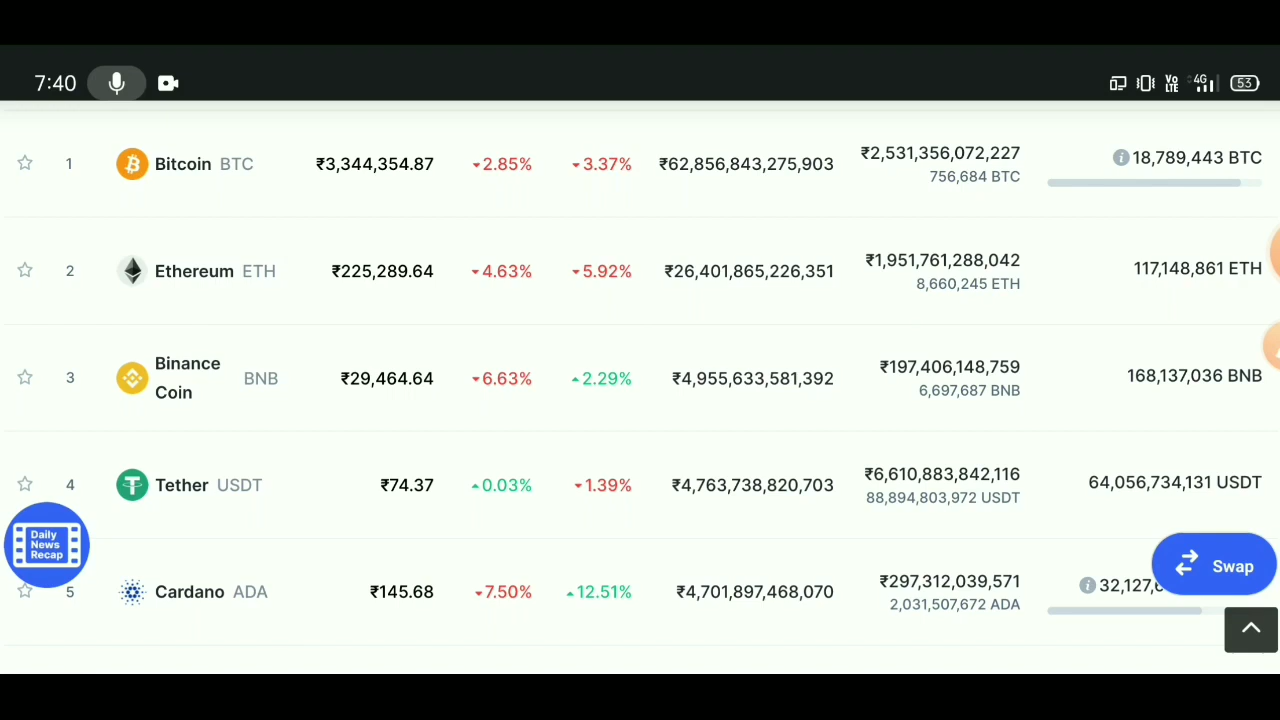 7:40 Vo LTE 4G 53
1 Bitcoin BTC ₹3,344,354.87 2.85% 3.37% ₹62,856,843,275,903 ₹2,531,356,072,227 18,789,443 BTC
756,684 BTC
2 Ethereum ETH ₹225,289.64 4.63% 5.92% ₹26,401,865,226,351 ₹1,951,761,288,042 117,148,861 ETH
8,660,245 ETH
3 Binance Coin BNB ₹29,464.64 6.63% 2.29% ₹4,955,633,581,392 ₹197,406,148,759 168,137,036 BNB
6,697,687 BNB
4 Tether USDT ₹74.37 0.03% 1.39% ₹4,763,738,820,703 ₹6,610,883,842,116 64,056,734,131 USDT
88,894,803,972 USDT
Daily
News
Recap
Swap
5 Cardano ADA ₹145.68 7.50% 12.51% ₹4,701,897,468,070 ₹297,312,039,571 32,127,
2,031,507,672 ADA